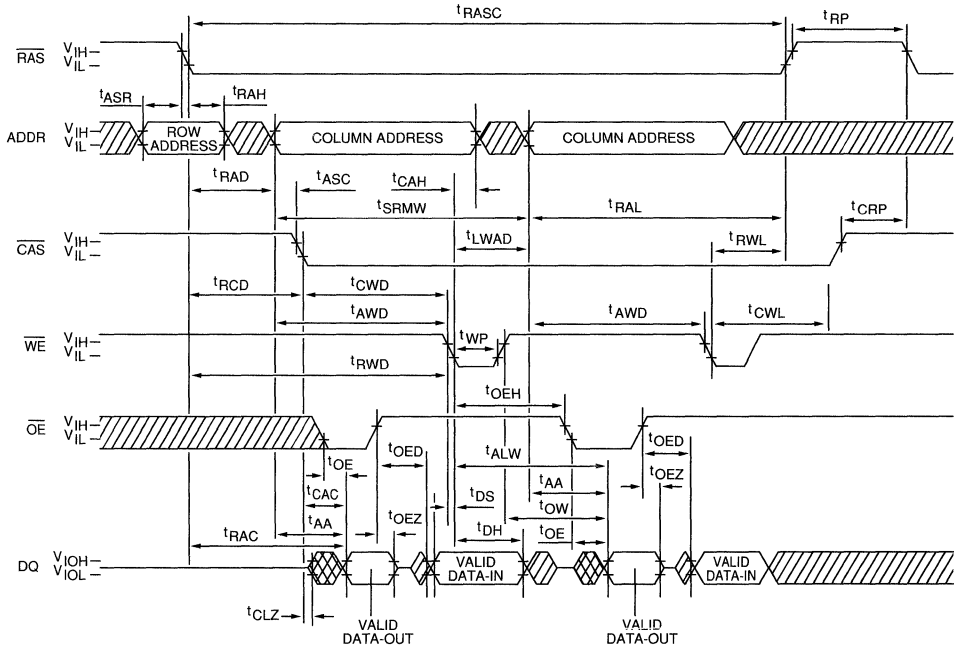 tRASC
tRP
RAS VIH
VIL
tASR
tRAH
ADDR VIH
VIL
ROW ADDRESS
COLUMN ADDRESS
COLUMN ADDRESS
tRAD
tASC
tCAH
tSRMW
tRAL
tCRP
CAS VIH
VIL
tLWAD
tRWL
tRCD
tCWD
tAWD
tAWD
tCWL
WE VIH
VIL
tWP
tRWD
tOEH
OE VIH
VIL
tOE
tOED
tALW
tOED
tCAC
tDS
tAA
tOEZ
tAA
tOEZ
tOW
tRAC
tDH
tOE
DQ VIOH
VIOL
VALID DATA-IN
VALID DATA-IN
tCLZ
VALID DATA-OUT
VALID DATA-OUT